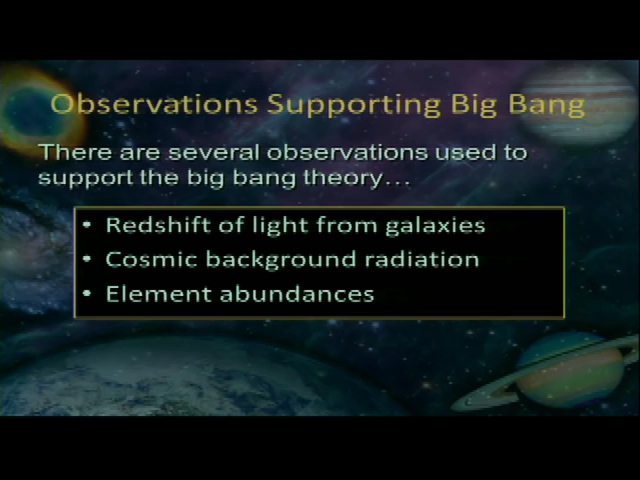 Observations Supporting Big Bang
There are several observations used to
support the big bang theory…
• Redshift of light from galaxies
• Cosmic background radiation
• Element abundances